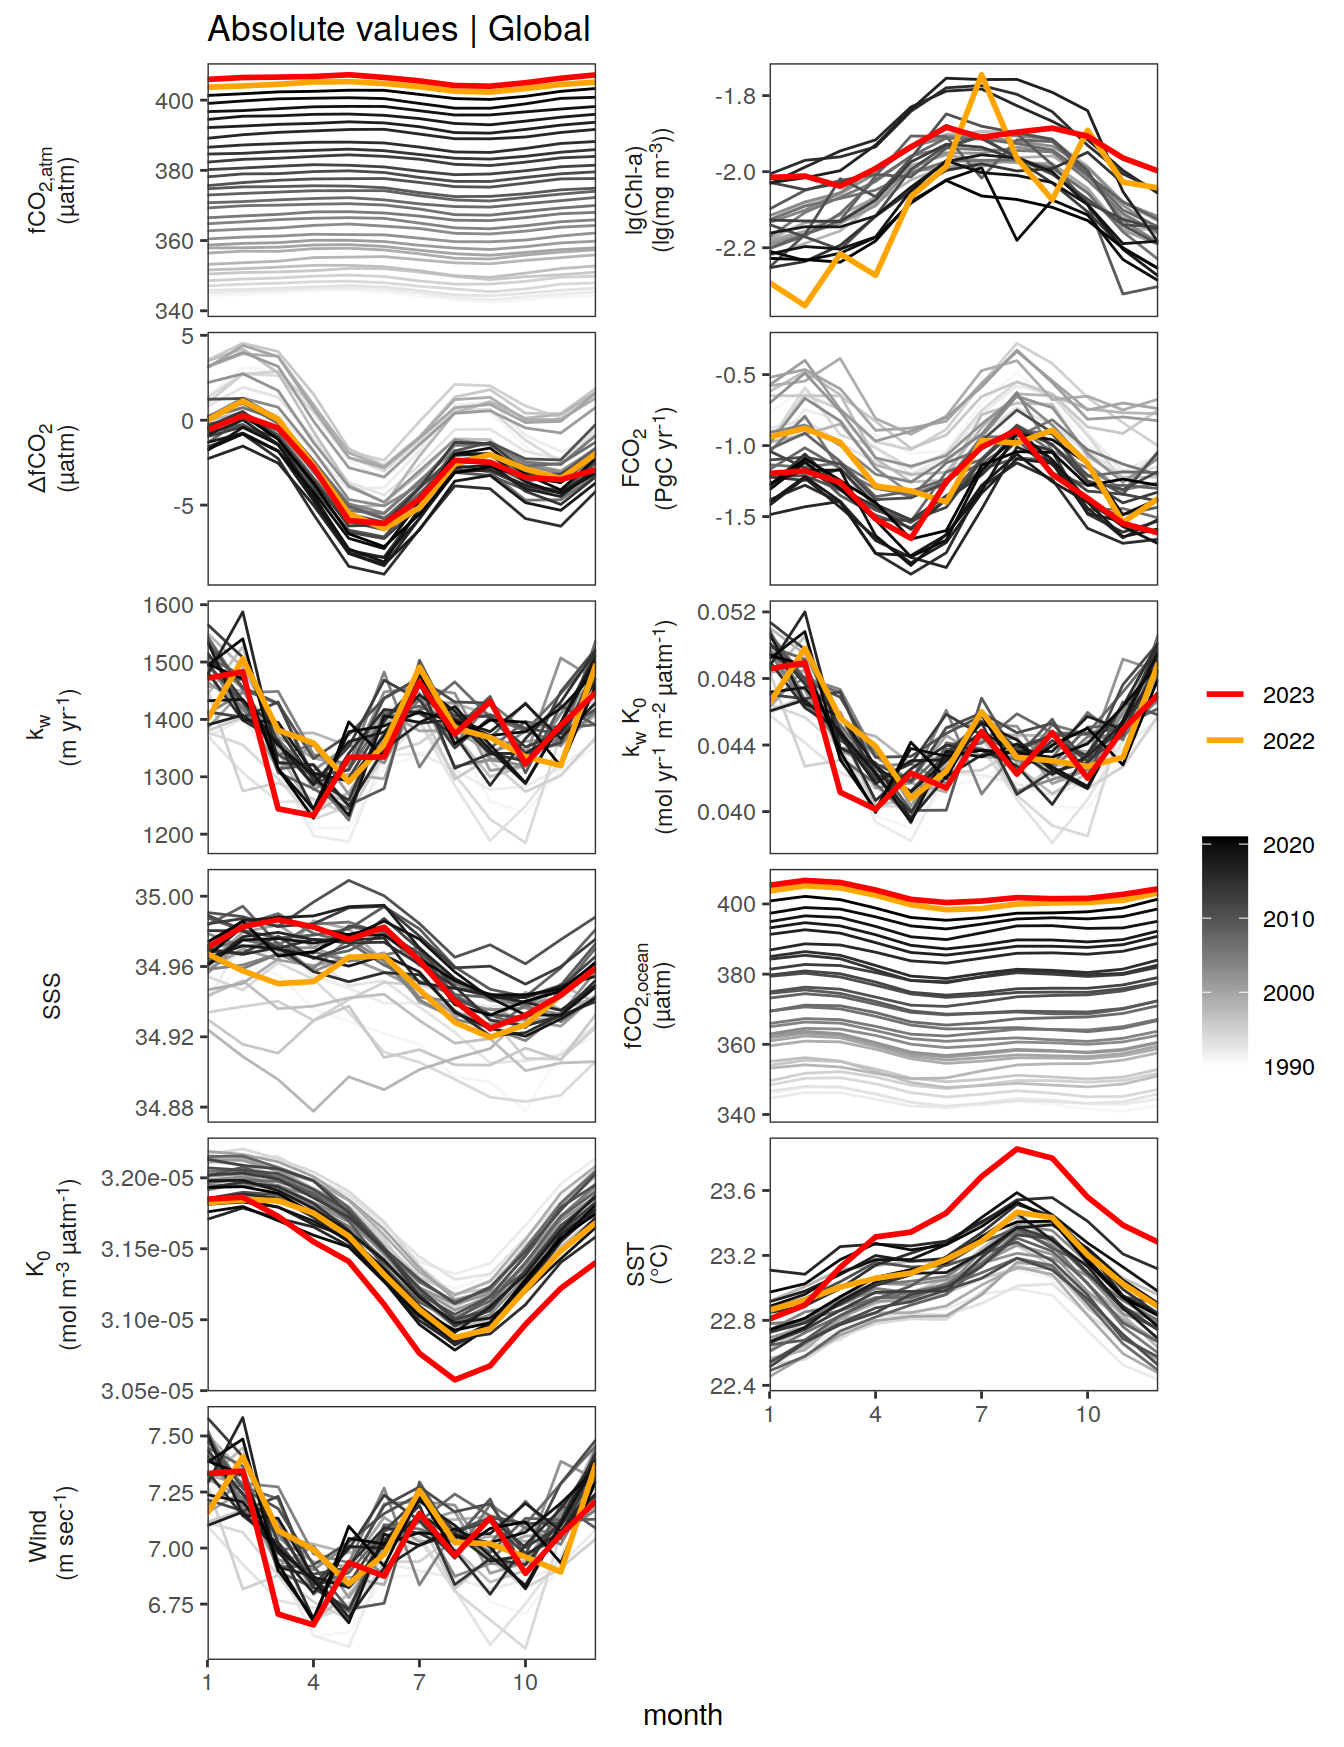 Absolute values | Global
fCO2,atm
(µatm)
400
380
360
340
lg(Chl-a)
(lg(mg m-3))
-1.8
-2.0
-2.2
ΔfCO2
(µatm)
5
0
-5
FCO2
(PgC yr-1)
-0.5
-1.0
-1.5
kw
(m yr-1)
1600
1500
1400
1300
1200
kw K0
(mol yr-1 m-2 µatm-1)
0.052
0.048
0.044
0.040
SSS
35.00
34.96
34.92
34.88
fCO2,ocean
(µatm)
400
380
360
340
K0
(mol m-3 µatm-1)
3.20e-05
3.15e-05
3.10e-05
3.05e-05
SST
(°C)
23.6
23.2
22.8
22.4
1 4 7 10
Wind
(m sec-1)
7.50
7.25
7.00
6.75
1 4 7 10
month
2023
2022
2020
2010
2000
1990